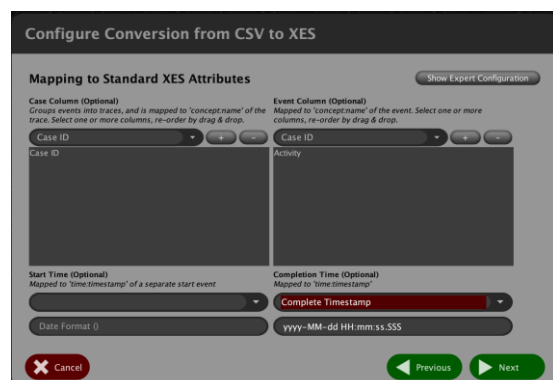 Configure Conversion from CSV to XES
Mapping to Standard XES Attributes
Show Expert Configuration
Case Column (Optional)
Groups events into traces, and is mapped to 'concept:name' of the
trace. Select one or more columns, re-order by drag & drop.
Case ID
+
-
Case ID
Event Column (Optional)
Mapped to 'concept:name' of the event. Select one or more
columns, re-order by drag & drop.
Case ID
+
-
Activity
Start Time (Optional)
Mapped to 'time:timestamp' of a separate start event
Date Format ()
Completion Time (Optional)
Mapped to 'time:timestamp'
Complete Timestamp
yyyy-MM-dd HH:mm:ss.SSS
Cancel
Previous
Next